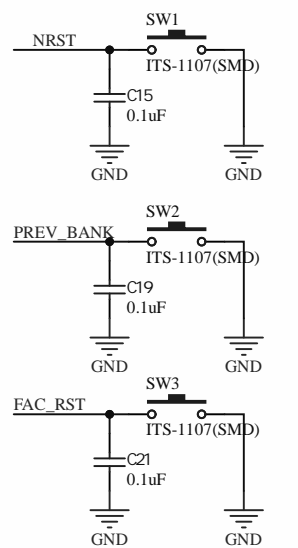 SW1
NRST
ITS-1107(SMD)
C15
0.1uF
GND
GND
SW2
PREV_BANK
ITS-1107(SMD)
C19
0.1uF
GND
GND
SW3
FAC_RST
ITS-1107(SMD)
C21
0.1uF
GND
GND